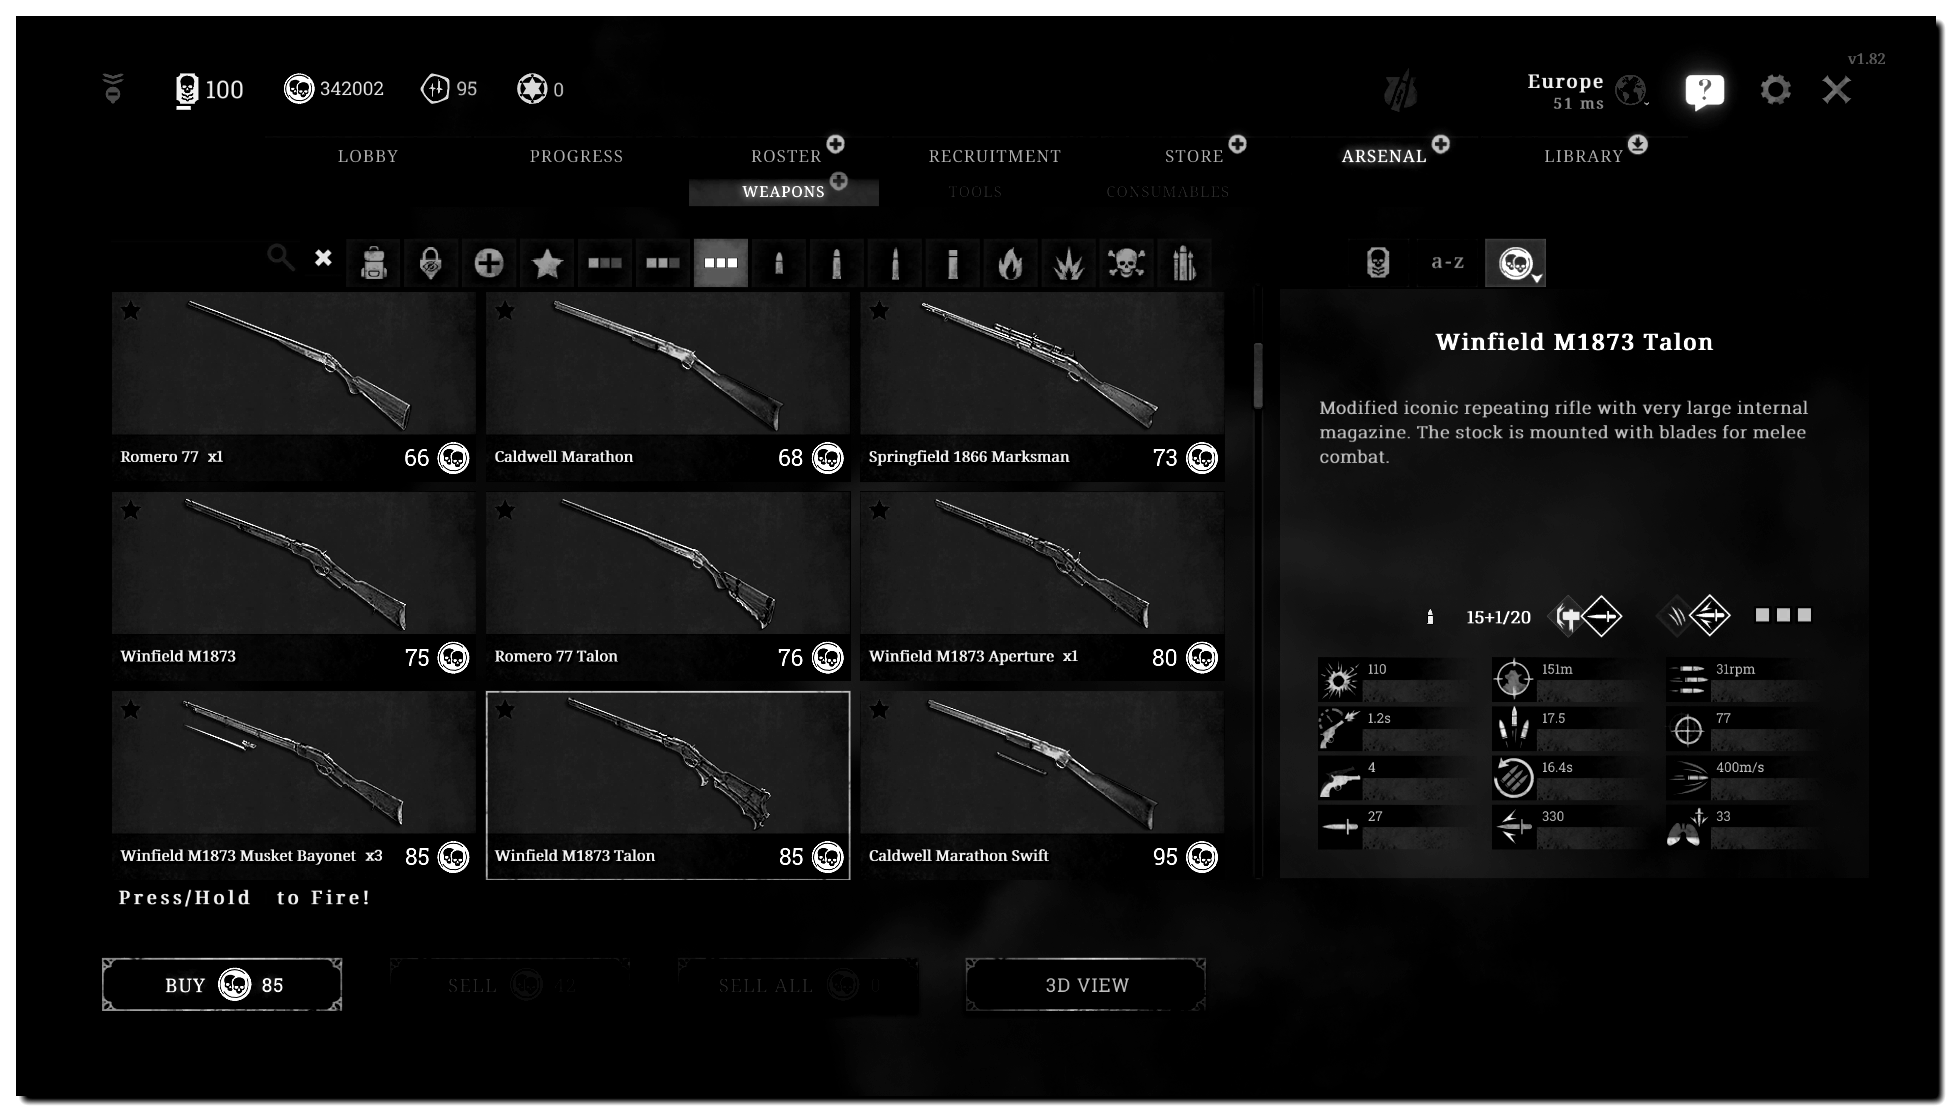 v1.82
100 342002 95 0 Europe
51 ms
LOBBY PROGRESS ROSTER RECRUITMENT STORE ARSENAL LIBRARY
WEAPONS TOOLS CONSUMABLES
a-z
Winfield M1873 Talon
Modified iconic repeating rifle with very large internal
magazine. The stock is mounted with blades for melee
combat.
Romero 77 x1 66
Caldwell Marathon 68
Springfield 1866 Marksman 73
Winfield M1873 75
Romero 77 Talon 76
Winfield M1873 Aperture x1 80
Winfield M1873 Musket Bayonet x3 85
Winfield M1873 Talon 85
Caldwell Marathon Swift 95
15+1/20
110 151m 31rpm
1.2s 17.5 77
4 16.4s 400m/s
27 330 33
Press/Hold to Fire!
BUY 85 SELL 42 SELL ALL 0 3D VIEW